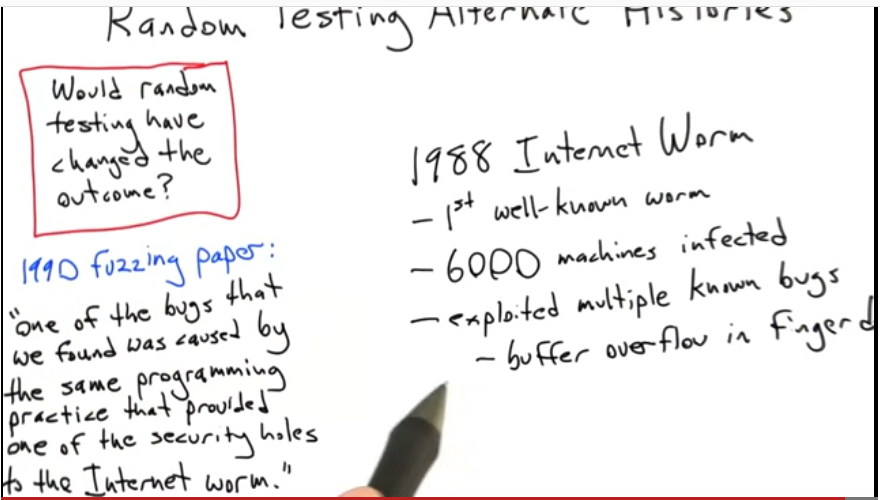 Random Testing Alternate Histories
Would random
testing have
changed the
outcome?
1990 fuzzing paper:
"one of the bugs that
we found was caused by
the same programming
practice that provided
one of the security holes
to the Internet worm."
1988 Internet Worm
- 1st well-known worm
- 6000 machines infected
- exploited multiple known bugs
- buffer overflow in fingerd